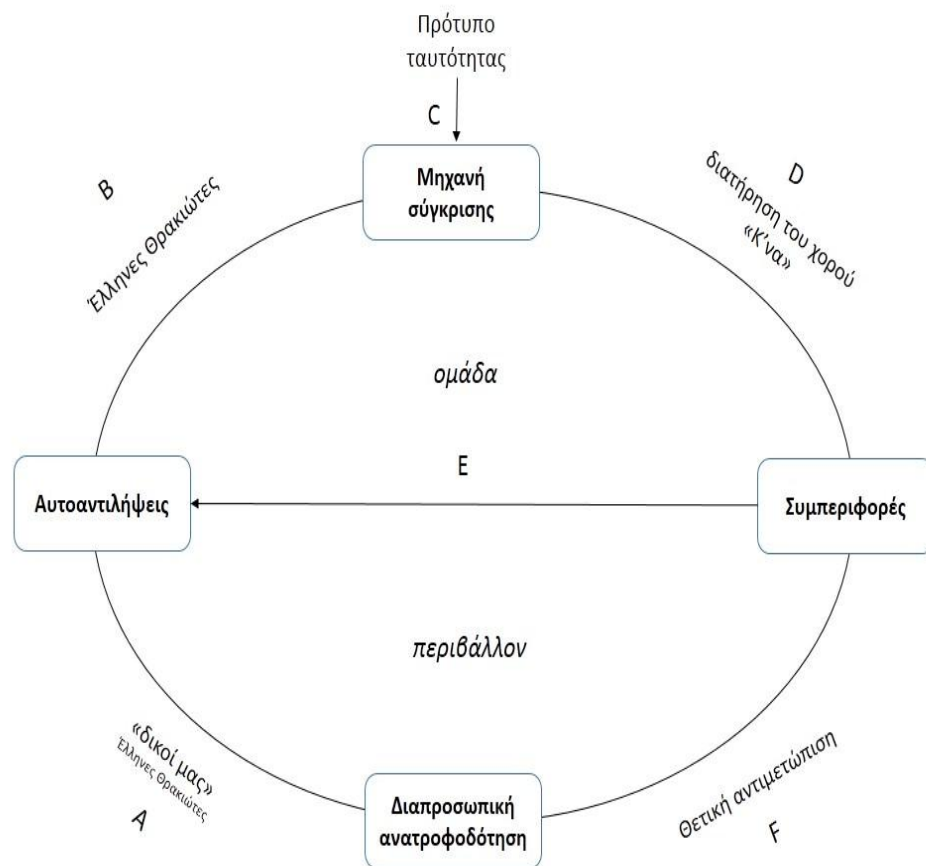 Πρότυπο
ταυτότητας
C
Μηχανή
σύγκρισης
B
Έλληνες Θρακιώτες
D
διατήρηση του χορού
«Κ'να»
ομάδα
E
Αυτοαντιλήψεις
Συμπεριφορές
περιβάλλον
«δικοί μας»
Έλληνες Θρακιώτες
A
Διαπροσωπική
ανατροφοδότηση
Θετική αντιμετώπιση
F